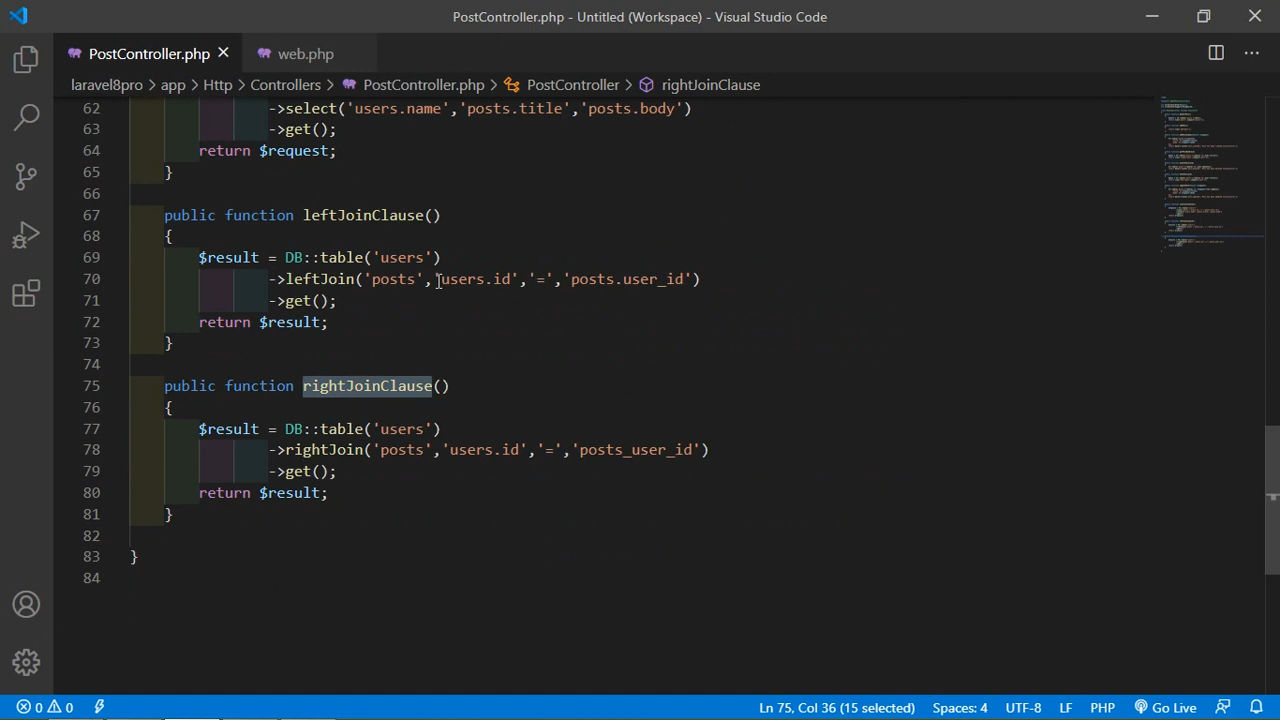 PostController.php - Untitled (Workspace) - Visual Studio Code
PostController.php
web.php
laravel8pro > app > Http > Controllers > PostController.php > PostController > rightJoinClause
62 ->select('users.name','posts.title','posts.body')
63 ->get();
64 return $request;
65 }
66
67 public function leftJoinClause()
68 {
69 $result = DB::table('users')
70 ->leftJoin('posts','users.id','=','posts.user_id')
71 ->get();
72 return $result;
73 }
74
75 public function rightJoinClause()
76 {
77 $result = DB::table('users')
78 ->rightJoin('posts','users.id','=','posts_user_id')
79 ->get();
80 return $result;
81 }
82
83 }
84
0 0 Ln 75, Col 36 (15 selected) Spaces: 4 UTF-8 LF PHP Go Live